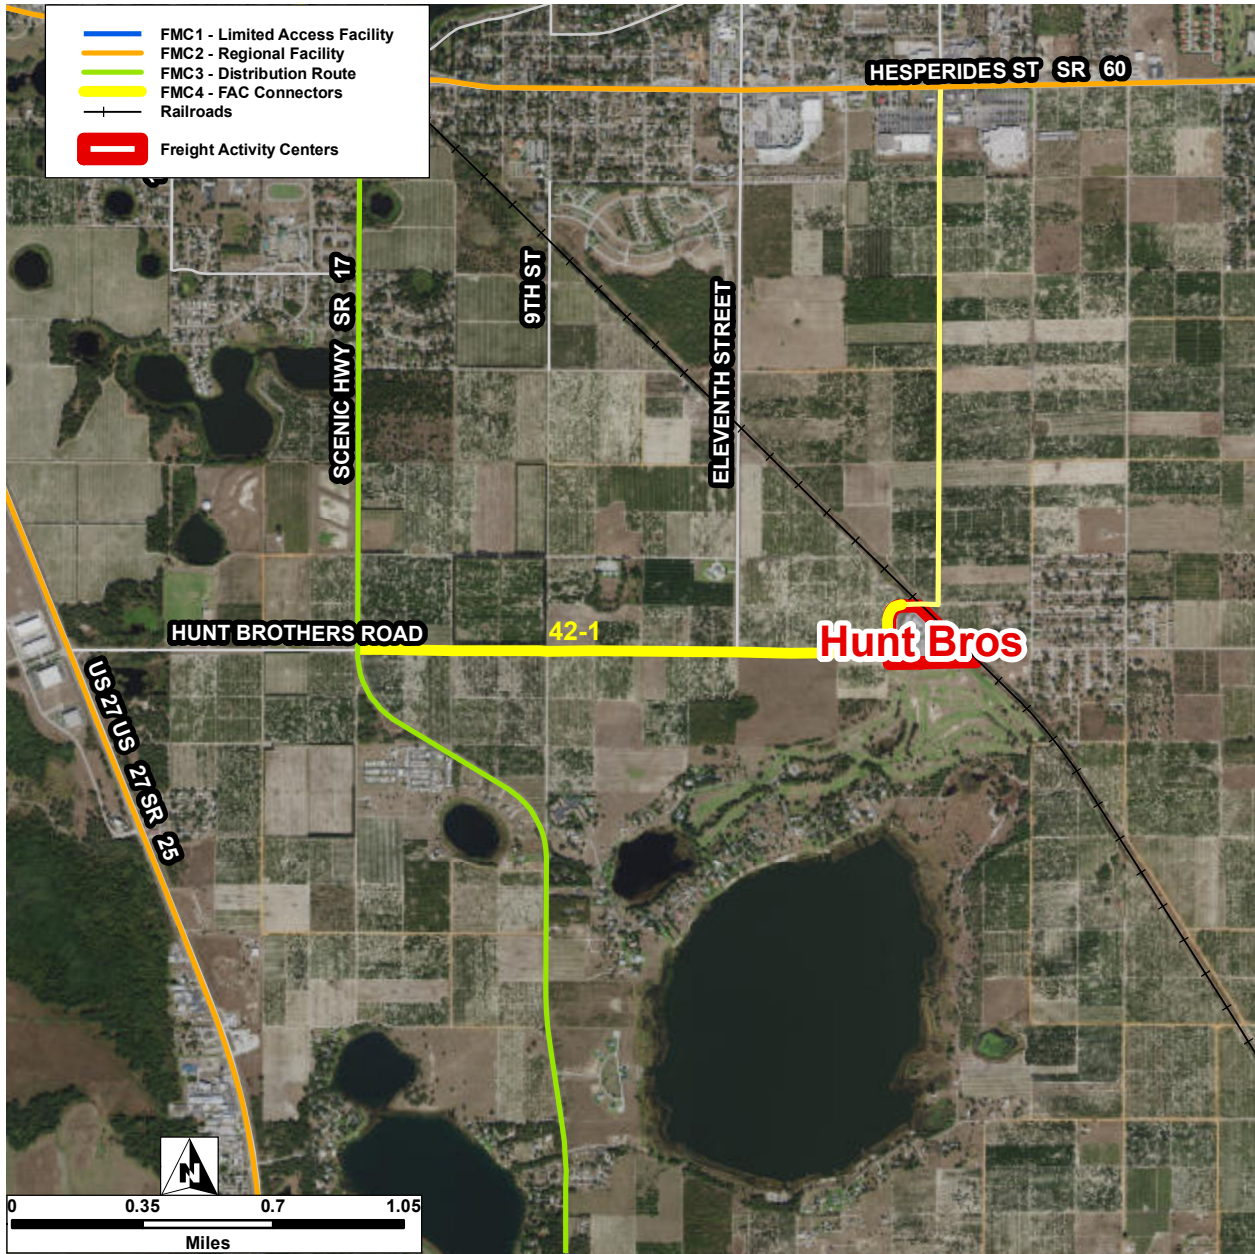 FMC1 - Limited Access Facility
FMC2 - Regional Facility
FMC3 - Distribution Route
FMC4 - FAC Connectors
Railroads
Freight Activity Centers
HESPERIDES ST SR 60
SCENIC HWY SR 17
9TH ST
ELEVENTH STREET
HUNT BROTHERS ROAD
42-1
Hunt Bros
US 27 US 27 SR 25
N
0 0.35 0.7 1.05
Miles